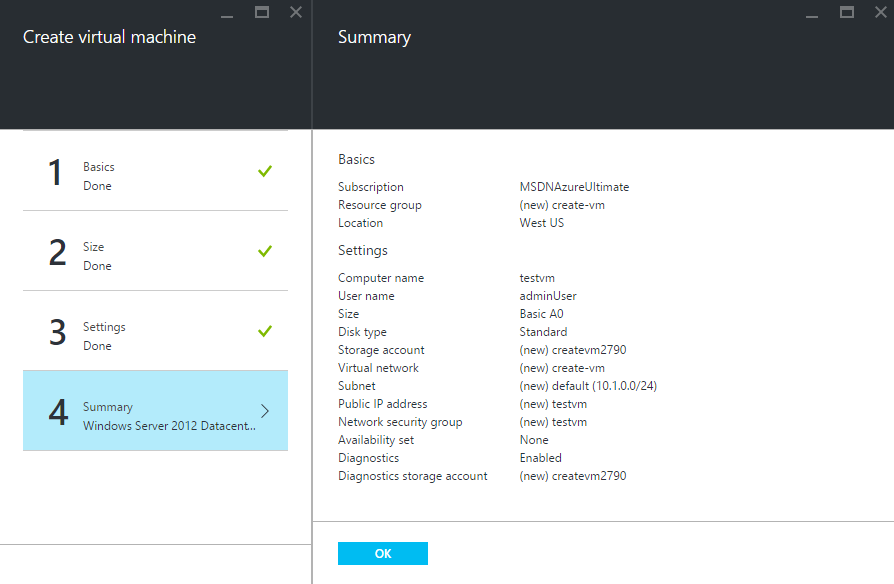 Create virtual machine
1
Basics
Done
2
Size
Done
3
Settings
Done
4
Summary
Windows Server 2012 Datacent...
Summary
Basics
Subscription MSDNAzureUltimate
Resource group (new) create-vm
Location West US
Settings
Computer name testvm
User name adminUser
Size Basic A0
Disk type Standard
Storage account (new) createvm2790
Virtual network (new) create-vm
Subnet (new) default (10.1.0.0/24)
Public IP address (new) testvm
Network security group (new) testvm
Availability set None
Diagnostics Enabled
Diagnostics storage account (new) createvm2790
OK